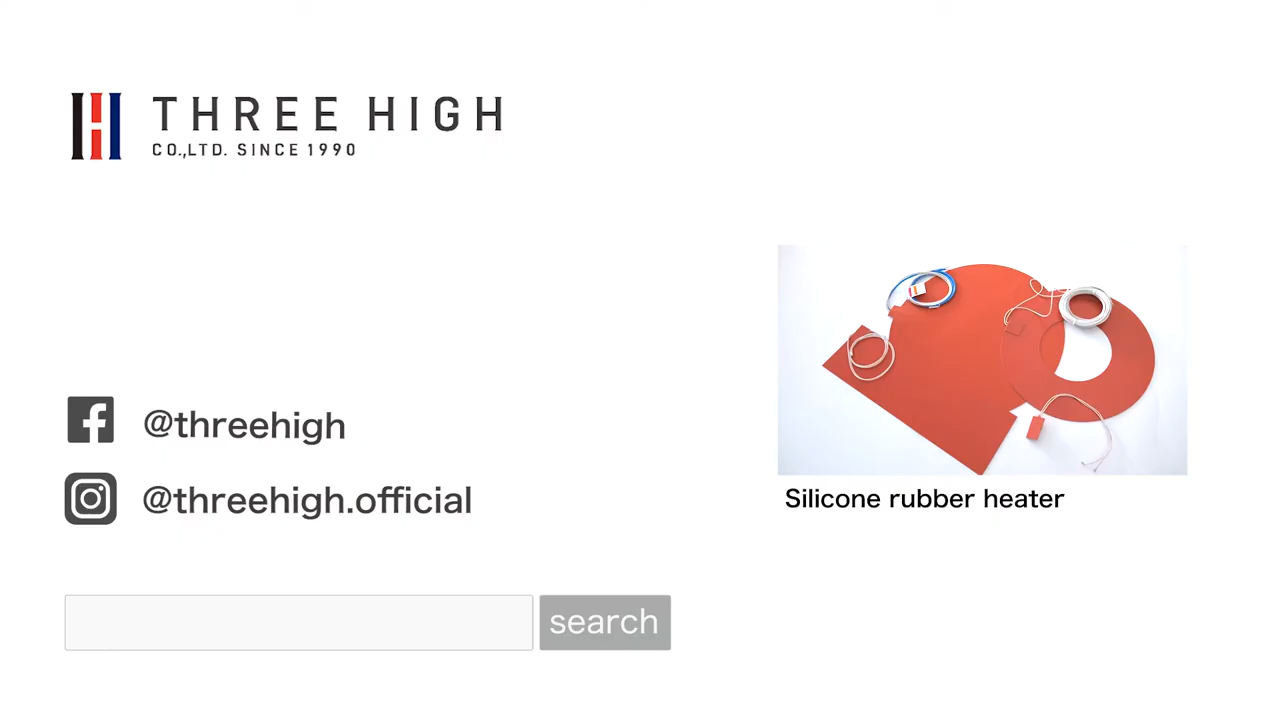 THREE HIGH
CO.,LTD. SINCE 1990
@threehigh
@threehigh.official
search
Silicone rubber heater